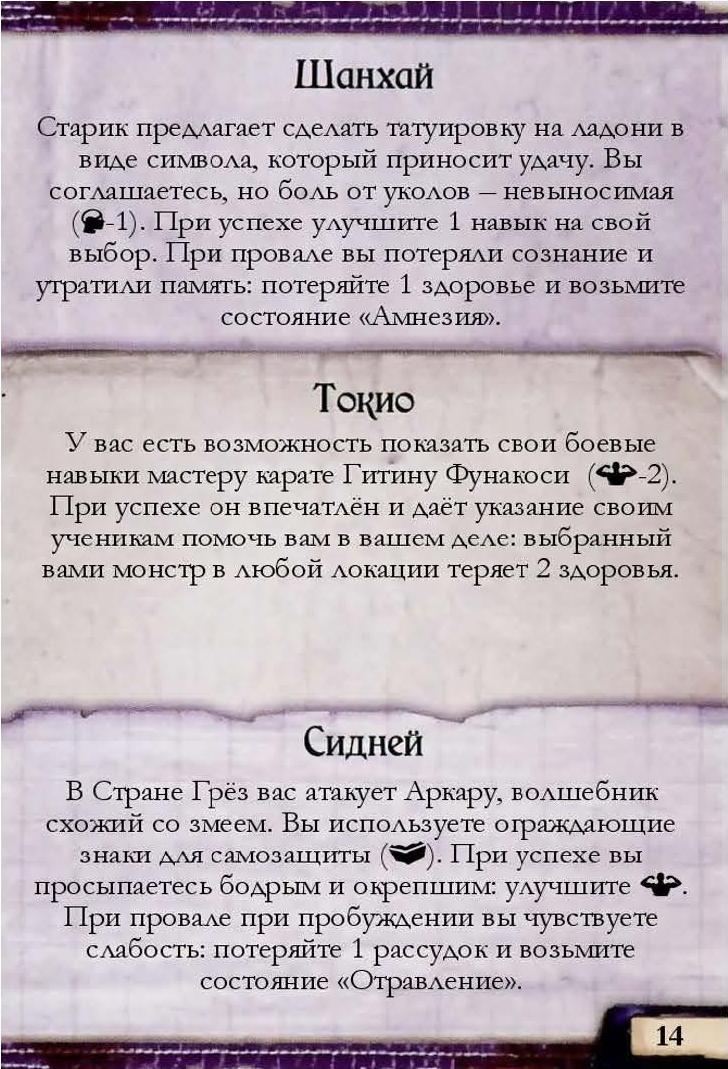 Шанхай
Старик предлагает сделать татуировку на ладони в
виде символа, который приносит удачу. Вы
соглашаетесь, но боль от уколов – невыносимая
(-1). При успехе улучшите 1 навык на свой
выбор. При провале вы потеряли сознание и
утратили память: потеряйте 1 здоровье и возьмите
состояние «Амнезия».
Токио
У вас есть возможность показать свои боевые
навыки мастеру карате Гитину Фунакоси (-2).
При успехе он впечатлён и даёт указание своим
ученикам помочь вам в вашем деле: выбранный
вами монстр в любой локации теряет 2 здоровья.
Сидней
В Стране Грёз вас атакует Аркару, волшебник
схожий со змеем. Вы используете ограждающие
знаки для самозащиты (). При успехе вы
просыпаетесь бодрым и окрепшим: улучшите .
При провале при пробуждении вы чувствуете
слабость: потеряйте 1 рассудок и возьмите
состояние «Отравление».
14